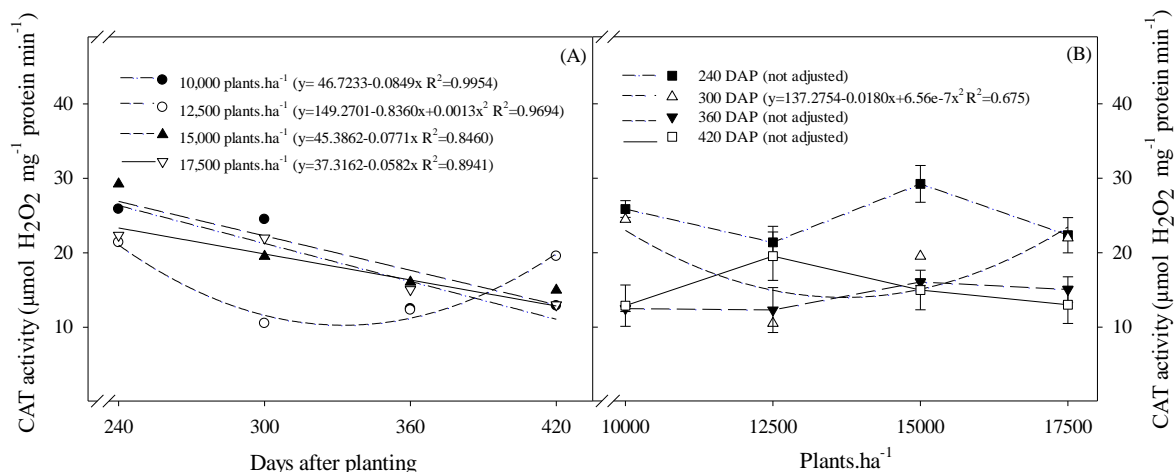 CAT activity (µmol H₂O₂ mg⁻¹ protein min⁻¹)
(A)
10,000 plants.ha⁻¹ (y= 46.7233-0.0849x R²=0.9954)
12,500 plants.ha⁻¹ (y=149.2701-0.8360x+0.0013x² R²=0.9694)
15,000 plants.ha⁻¹ (y=45.3862-0.0771x R²=0.8460)
17,500 plants.ha⁻¹ (y=37.3162-0.0582x R²=0.8941)
40
30
20
10
240
300
360
420
Days after planting
(B)
240 DAP (not adjusted)
300 DAP (y=137.2754-0.0180x+6.56e-7x² R²=0.675)
360 DAP (not adjusted)
420 DAP (not adjusted)
10000
12500
15000
17500
Plants.ha⁻¹
40
30
20
10
CAT activity (µmol H₂O₂ mg⁻¹ protein min⁻¹)